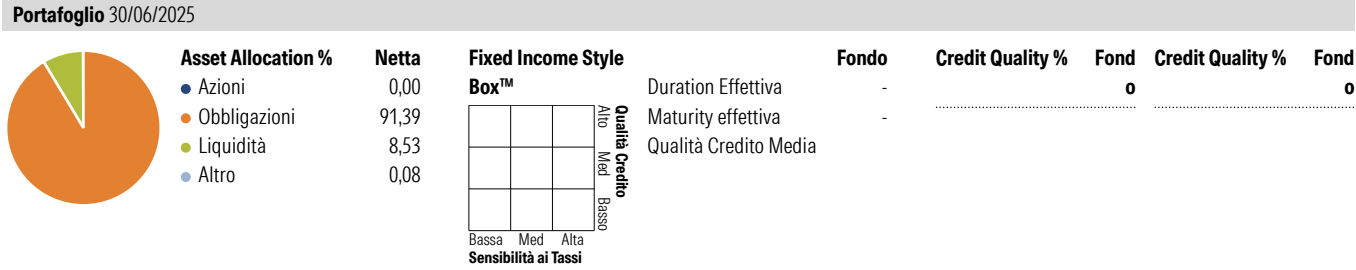 Portafoglio 30/06/2025
Asset Allocation % Netta
Azioni 0,00
Obbligazioni 91,39
Liquidità 8,53
Altro 0,08
Fixed Income Style
Box™
Alto Med Basso
Qualità Credito
Bassa Med Alta
Sensibilità ai Tassi
Fondo
Duration Effettiva -
Maturity effettiva -
Qualità Credito Media
Credit Quality % Fond
o
Credit Quality % Fond
o